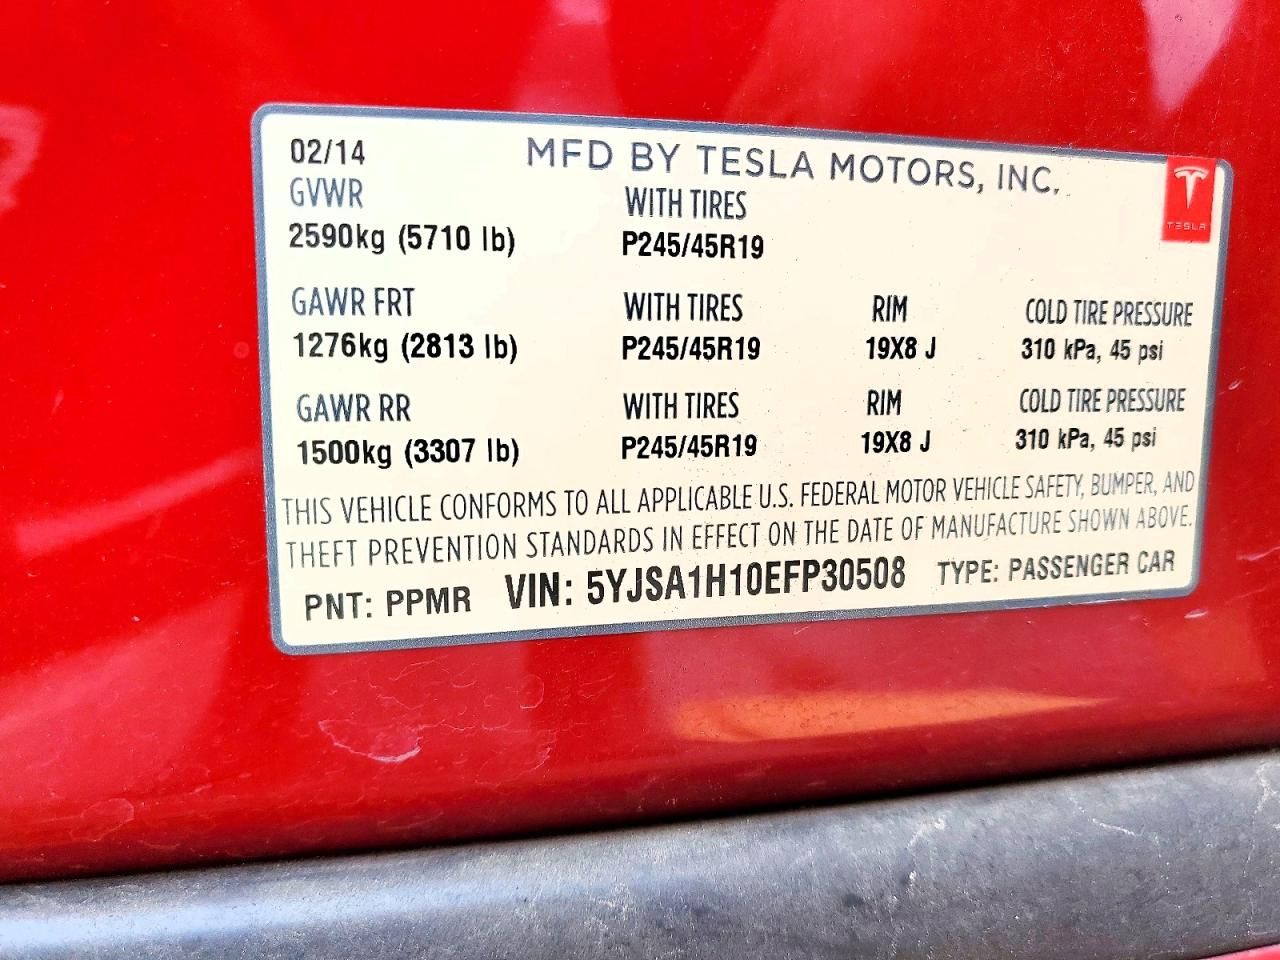 02/14 MFD BY TESLA MOTORS, INC.
TESLA
GVWR WITH TIRES
2590kg (5710 lb) P245/45R19
GAWR FRT WITH TIRES RIM COLD TIRE PRESSURE
1276kg (2813 lb) P245/45R19 19X8 J 310 kPa, 45 psi
GAWR RR WITH TIRES RIM COLD TIRE PRESSURE
1500kg (3307 lb) P245/45R19 19X8 J 310 kPa, 45 psi
THIS VEHICLE CONFORMS TO ALL APPLICABLE U.S. FEDERAL MOTOR VEHICLE SAFETY, BUMPER, AND
THEFT PREVENTION STANDARDS IN EFFECT ON THE DATE OF MANUFACTURE SHOWN ABOVE.
PNT: PPMR VIN: 5YJSA1H10EFP30508 TYPE: PASSENGER CAR